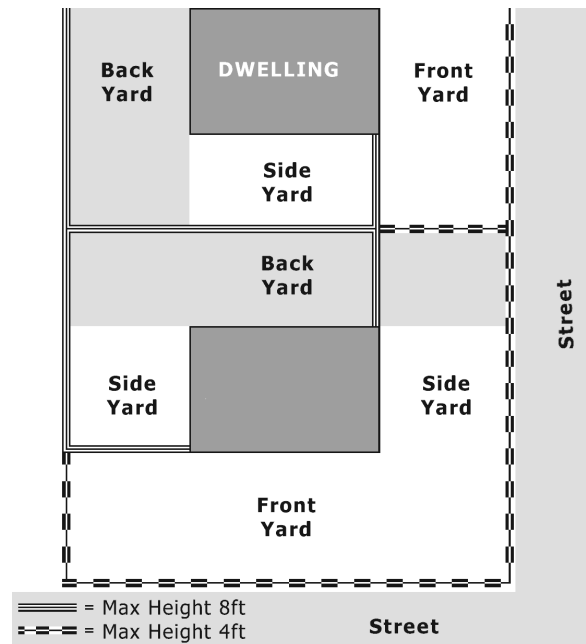 Back
Yard
DWELLING
Front
Yard
Side
Yard
Back
Yard
Street
Side
Yard
Side
Yard
Front
Yard
= Max Height 8ft
= Max Height 4ft
Street